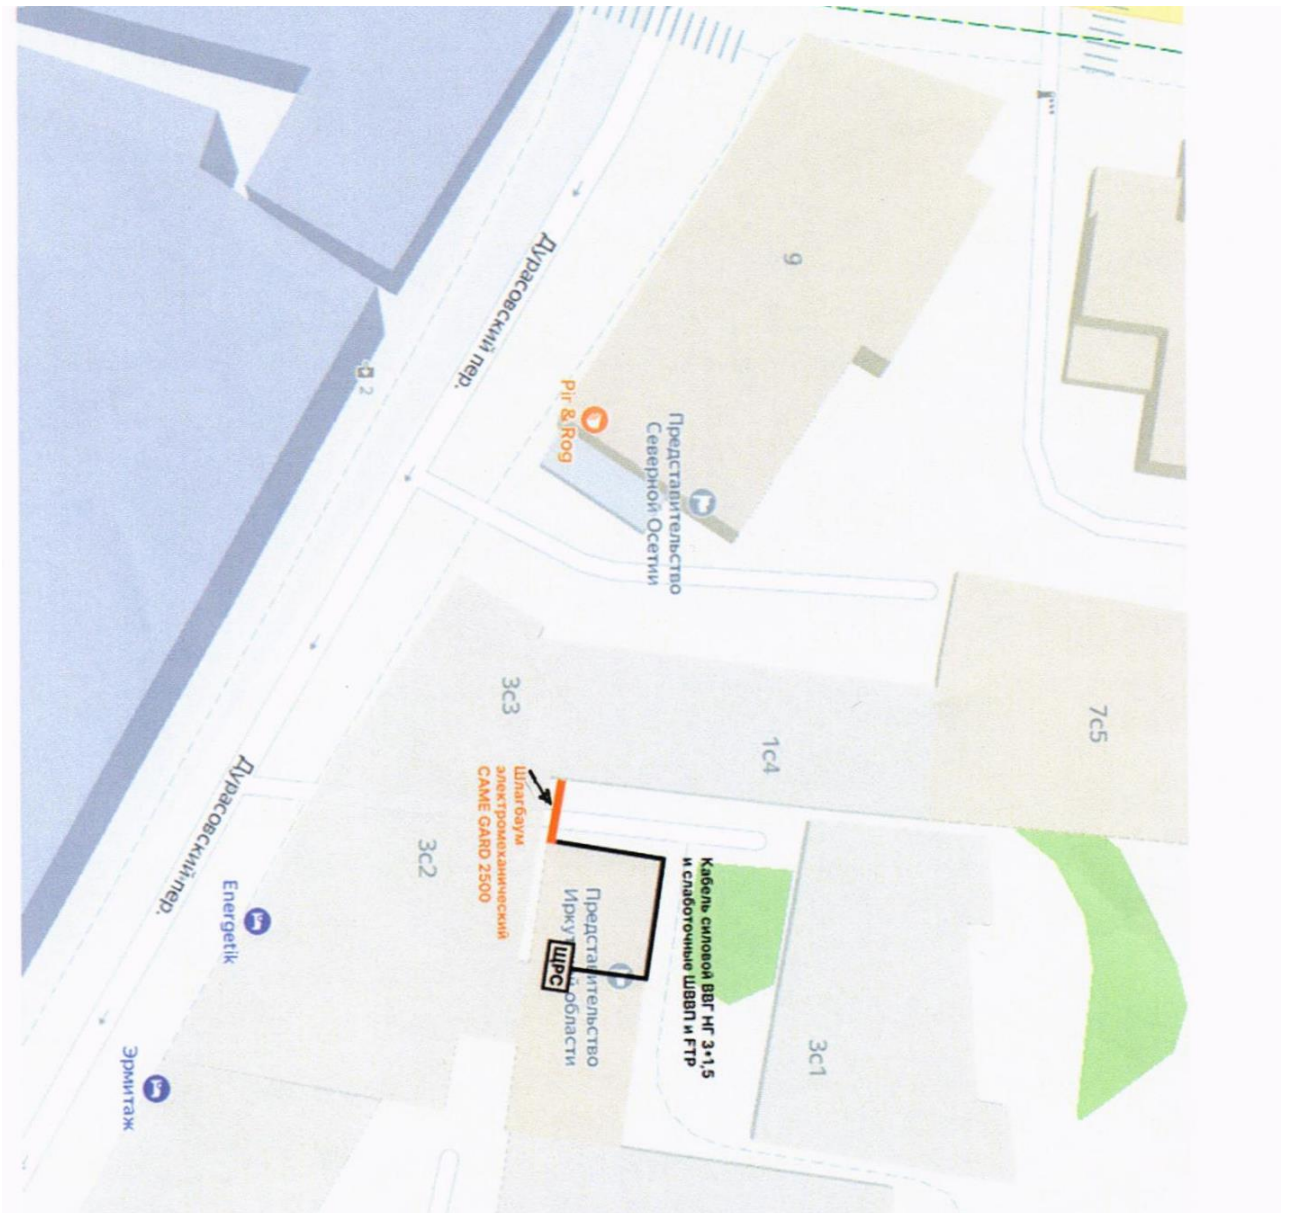 Дурасовский пер.
9
2
Pir & Rog
Представительство
Северной Осетии
7с5
3с3
1с4
Шлагбаум
электромеханический
CAME GARD 2500
3с2
Дурасовский пер.
Кабель силовой ВВГ НГ 3*1,5
и слаботочные ШВВП и FTP
Представительство
Иркут й области
ЩРС
Energetik
3с1
Эрмитаж